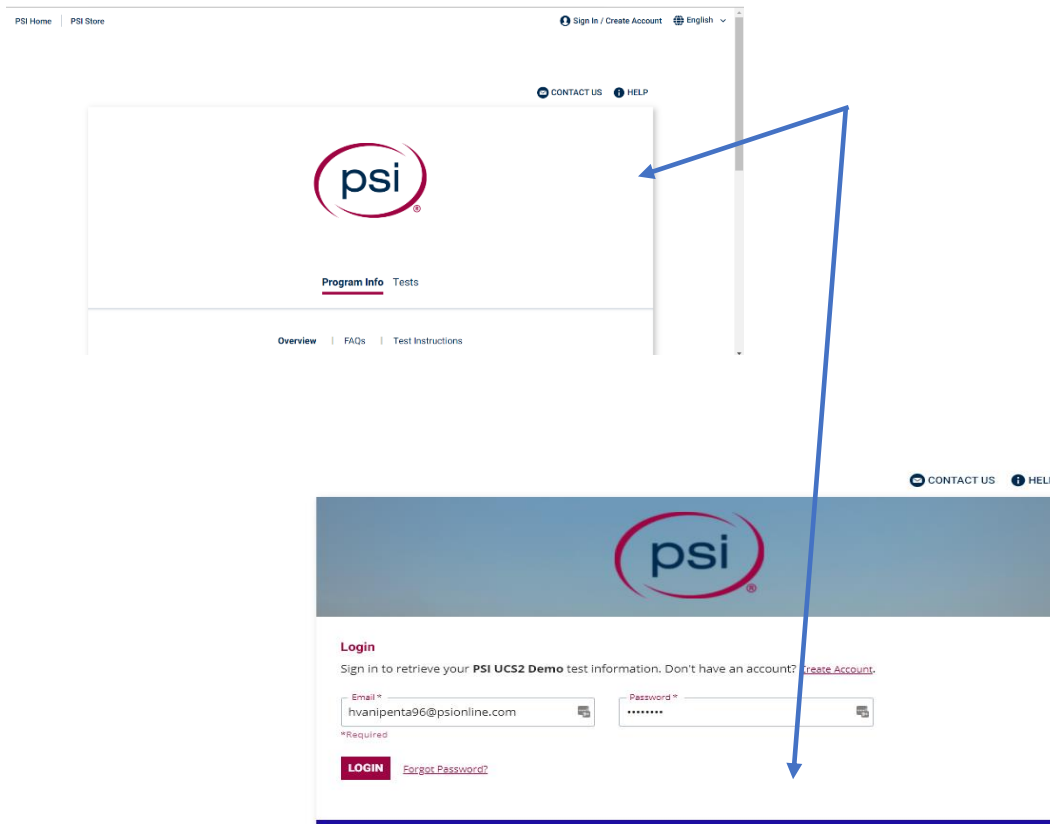 PSI Home PSI Store Sign In / Create Account English
CONTACT US HELP
psi
®
Program Info Tests
Overview | FAQs | Test Instructions
CONTACT US
psi
®
Login
Sign in to retrieve your PSI UCS2 Demo test information. Don't have an account? Create Account.
Email * Password *
hvanipenta96@psionline.com ••••••••
*Required
LOGIN Forgot Password?